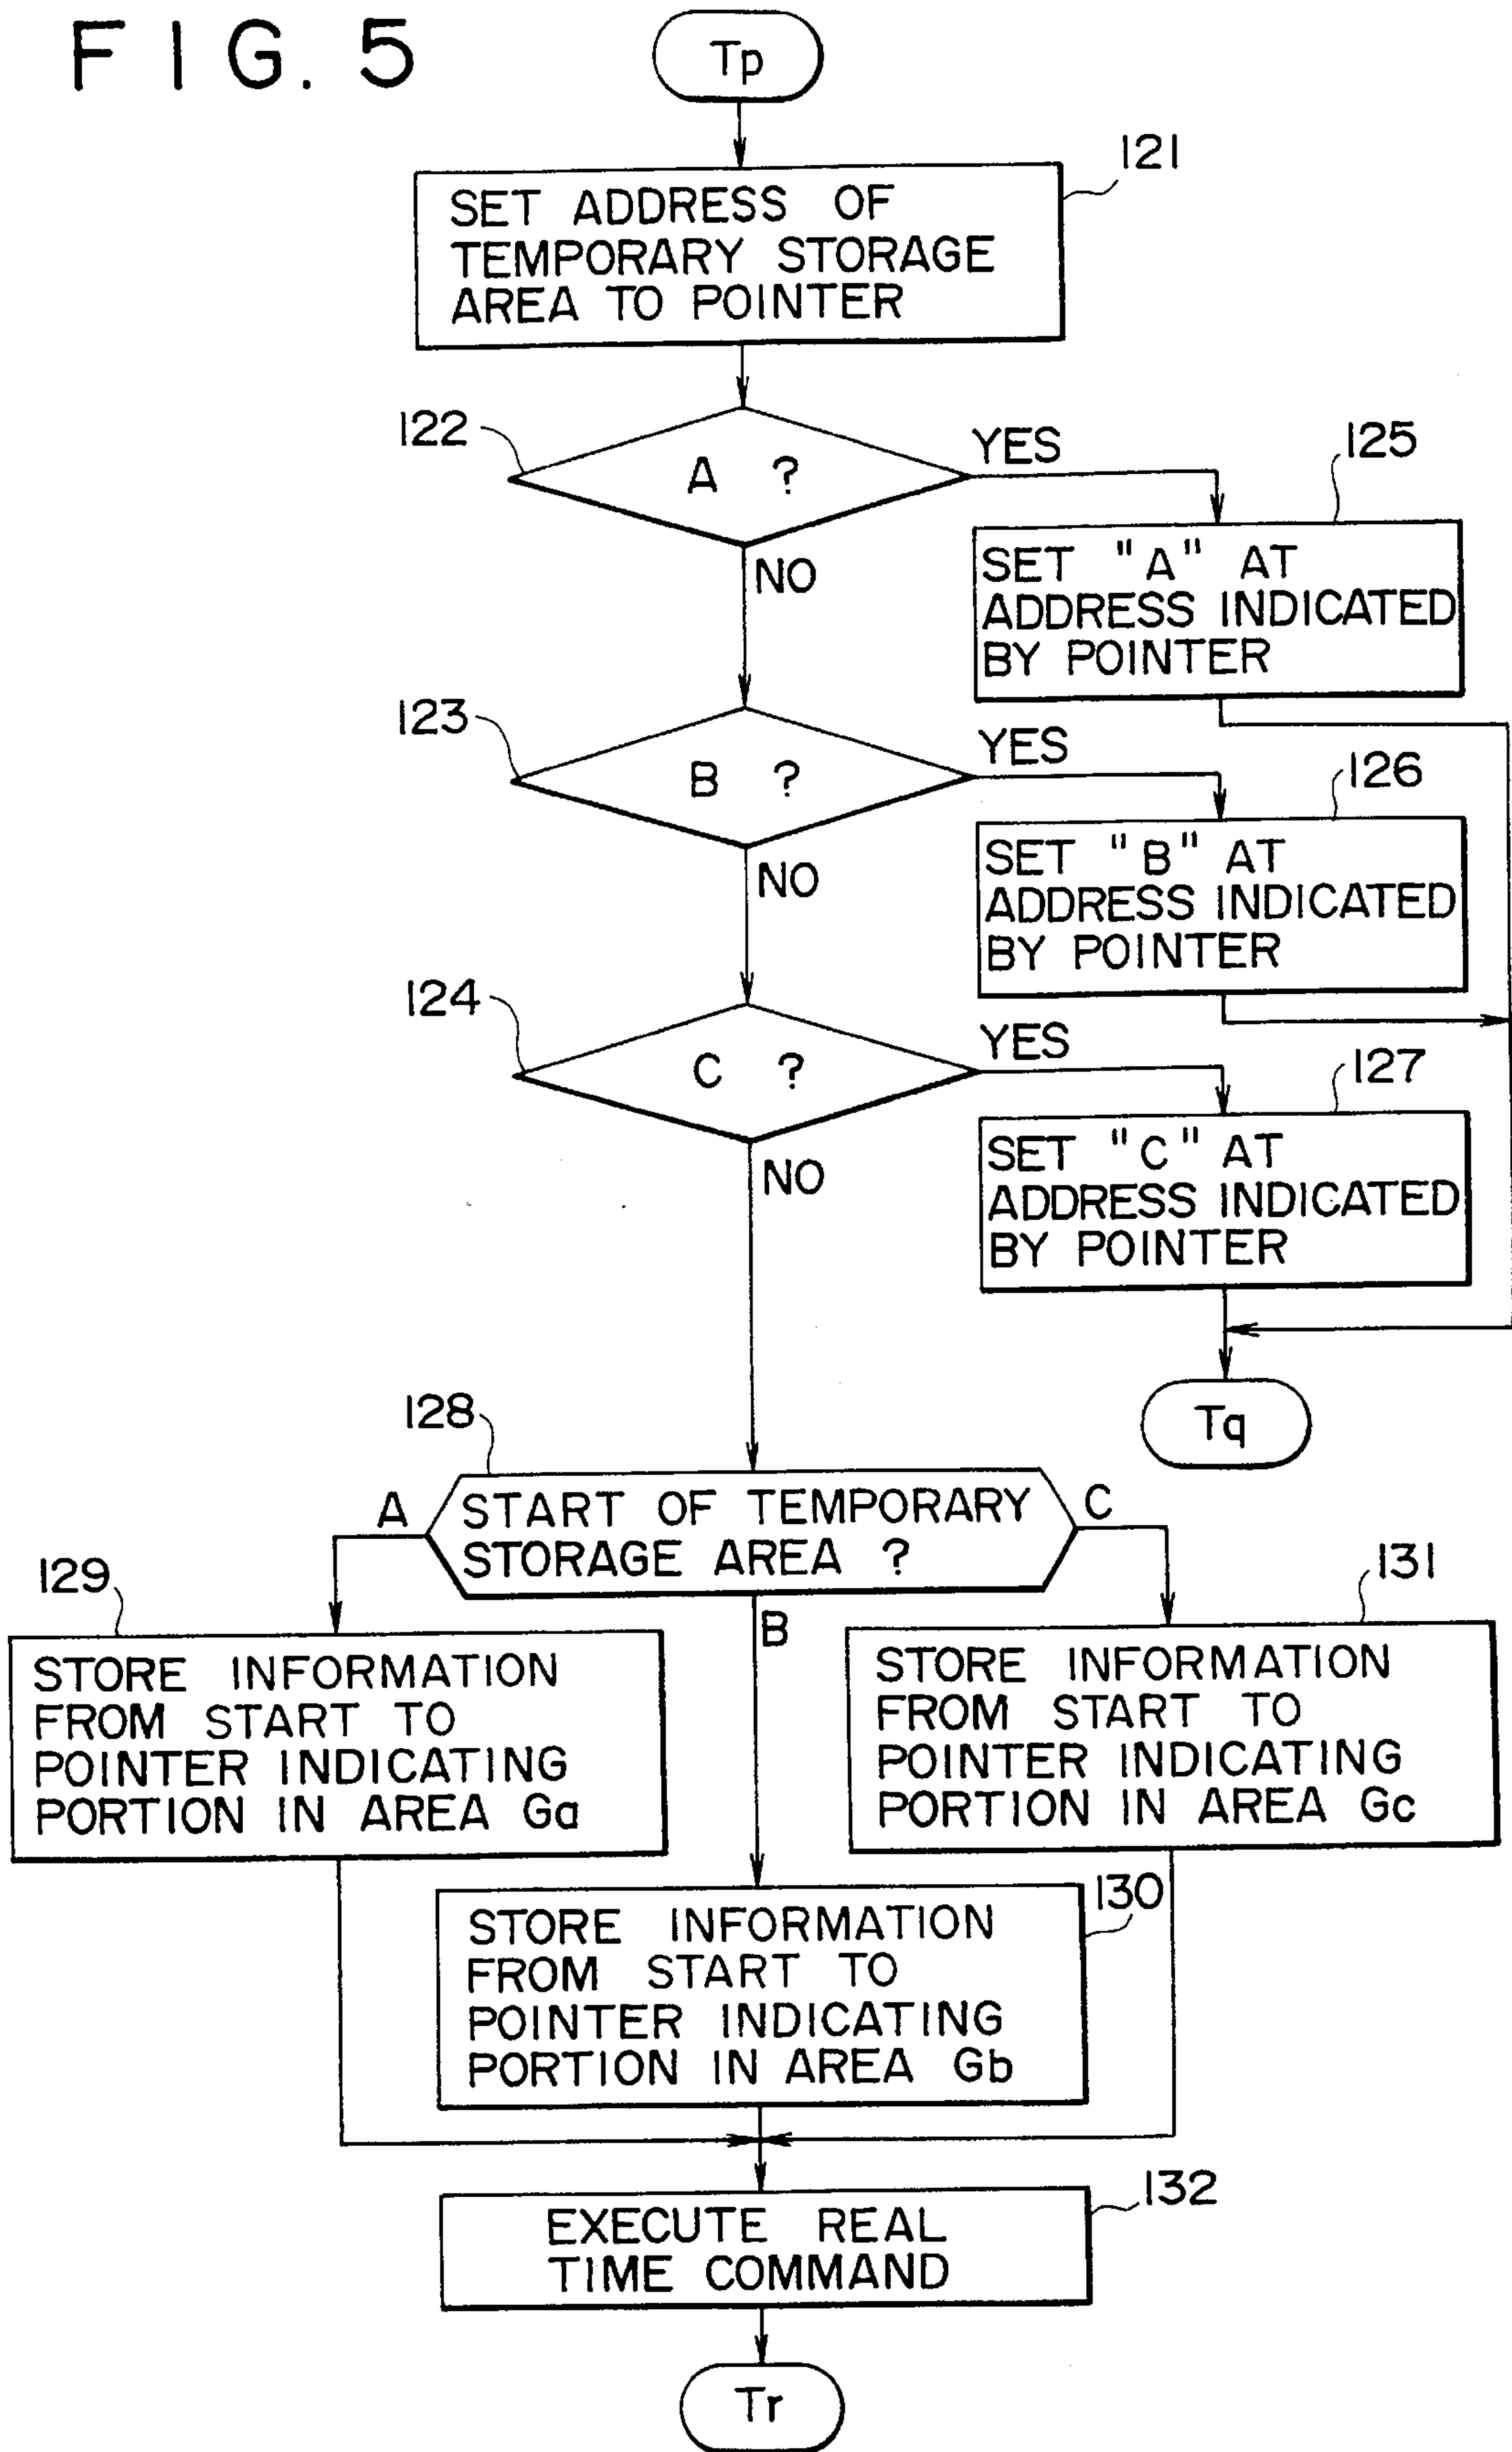 FIG. 5
Tp
121
SET ADDRESS OF
TEMPORARY STORAGE
AREA TO POINTER
122
A ?
YES
NO
125
SET "A" AT
ADDRESS INDICATED
BY POINTER
123
B ?
YES
NO
126
SET "B" AT
ADDRESS INDICATED
BY POINTER
124
C ?
YES
NO
127
SET "C" AT
ADDRESS INDICATED
BY POINTER
Tq
128
A
START OF TEMPORARY
STORAGE AREA ?
C
B
129
STORE INFORMATION
FROM START TO
POINTER INDICATING
PORTION IN AREA Ga
131
STORE INFORMATION
FROM START TO
POINTER INDICATING
PORTION IN AREA Gc
130
STORE INFORMATION
FROM START TO
POINTER INDICATING
PORTION IN AREA Gb
132
EXECUTE REAL
TIME COMMAND
Tr